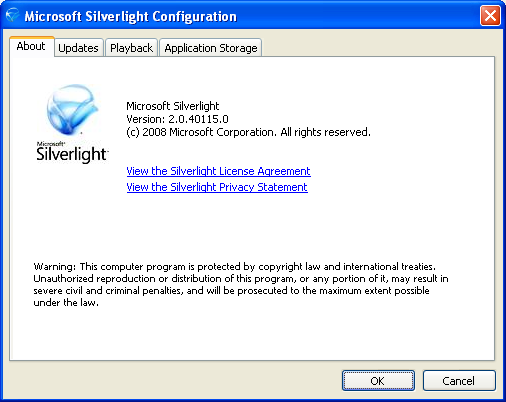 Microsoft Silverlight Configuration
About Updates Playback Application Storage
Microsoft Silverlight
Version: 2.0.40115.0
(c) 2008 Microsoft Corporation. All rights reserved.
Microsoft®
Silverlight™
View the Silverlight License Agreement
View the Silverlight Privacy Statement
Warning: This computer program is protected by copyright law and international treaties.
Unauthorized reproduction or distribution of this program, or any portion of it, may result in
severe civil and criminal penalties, and will be prosecuted to the maximum extent possible
under the law.
OK Cancel